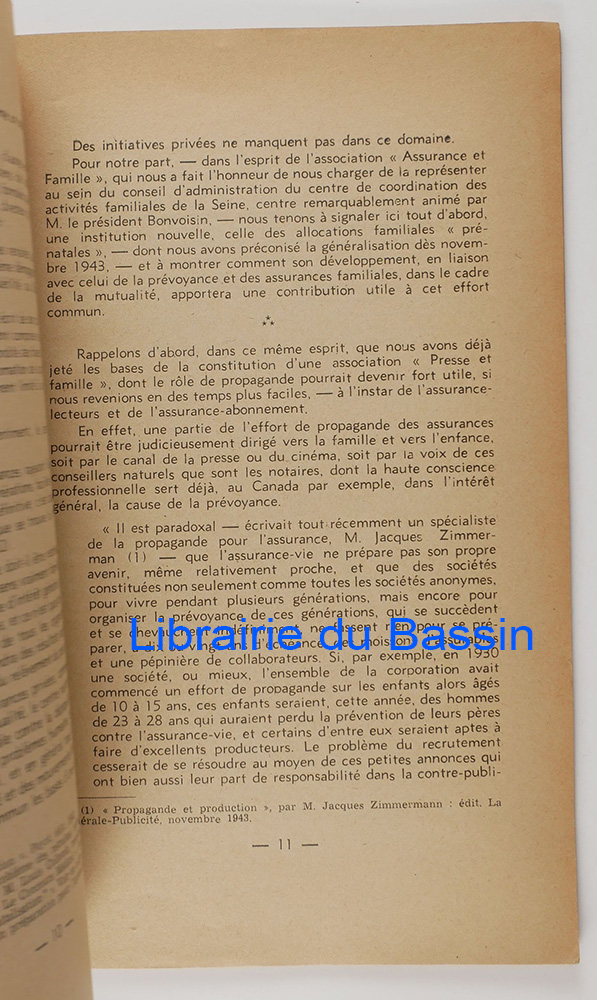 Des initiatives privées ne manquent pas dans ce domaine.
Pour notre part, — dans l'esprit de l'association « Assurance et
Famille », qui nous a fait l'honneur de nous charger de la représenter
au sein du conseil d'administration du centre de coordination des
activités familiales de la Seine, centre remarquablement animé par
M. le président Bonvoisin, — nous tenons à signaler ici tout d'abord,
une institution nouvelle, celle des allocations familiales « pré-
natales », — dont nous avons préconisé la généralisation dès novem-
bre 1943, — et à montrer comment son développement, en liaison
avec celui de la prévoyance et des assurances familiales, dans le cadre
de la mutualité, apportera une contribution utile à cet effort
commun.
⁂
Rappelons d'abord, dans ce même esprit, que nous avons déjà
jeté les bases de la constitution d'une association « Presse et
famille », dont le rôle de propagande pourrait devenir fort utile, si
nous revenions en des temps plus faciles, — à l'instar de l'assurance-
lecteurs et de l'assurance-abonnement.
En effet, une partie de l'effort de propagande des assurances
pourrait être judicieusement dirigé vers la famille et vers l'enfance,
soit par le canal de la presse ou du cinéma, soit par la voix de ces
conseillers naturels que sont les notaires, dont la haute conscience
professionnelle sert déjà, au Canada par exemple, dans l'intérêt
général, la cause de la prévoyance.
« Il est paradoxal — écrivait tout récemment un spécialiste
de la propagande pour l'assurance, M. Jacques Zimmer-
man (1) — que l'assurance-vie ne prépare pas son propre
avenir, même relativement proche, et que des sociétés
constituées non seulement comme toutes les sociétés anonymes,
pour vivre pendant plusieurs générations, mais encore pour
organiser la prévoyance de ces générations, qui se succèdent
et se chevauchent indéfiniment, ne fassent rien pour se pré-
parer, à dix ou vingt ans d'échéance, des moissons d'assurables
et une pépinière de collaborateurs. Si, par exemple, en 1930
une société, ou mieux, l'ensemble de la corporation avait
commencé un effort de propagande sur les enfants alors âgés
de 10 à 15 ans, ces enfants seraient, cette année, des hommes
de 23 à 28 ans qui auraient perdu la prévention de leurs pères
contre l'assurance-vie, et certains d'entre eux seraient aptes à
faire d'excellents producteurs. Le problème du recrutement
cesserait de se résoudre au moyen de ces petites annonces qui
ont bien aussi leur part de responsabilité dans la contre-publi-
(1) « Propagande et production », par M. Jacques Zimmermann : édit. La
érale-Publicité, novembre 1943.
— 11 —
Librairie du Bassin